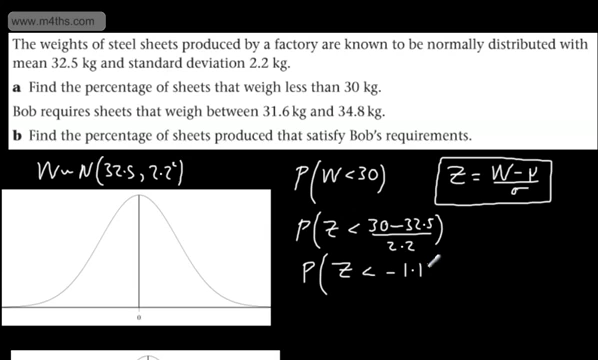 www.m4ths.com
The weights of steel sheets produced by a factory are known to be normally distributed with
mean 32.5 kg and standard deviation 2.2 kg.
a Find the percentage of sheets that weigh less than 30 kg.
Bob requires sheets that weigh between 31.6 kg and 34.8 kg.
b Find the percentage of sheets produced that satisfy Bob's requirements.
W~N(32.5, 2.2²)
P(W<30)
Z = W-μ/σ
P(Z < 30-32.5/2.2)
P(Z < -1.1
0